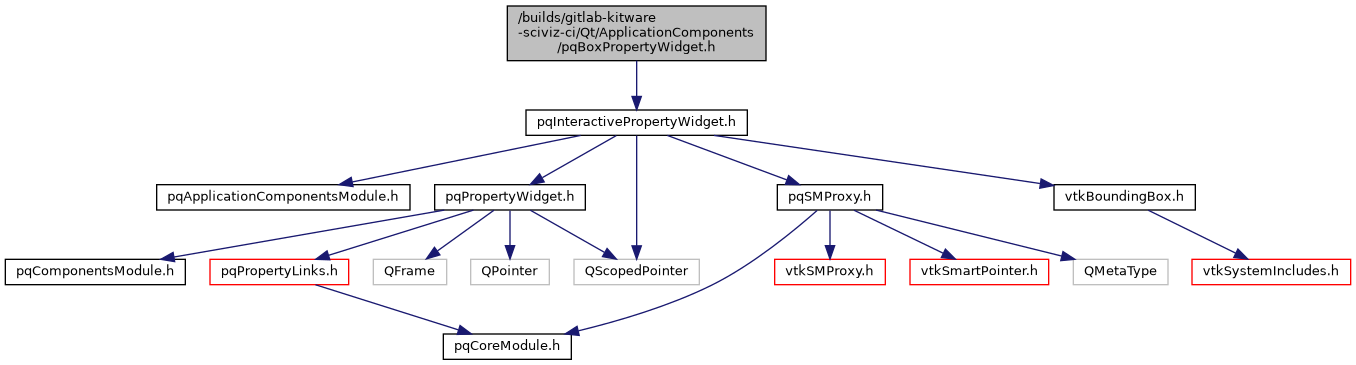 /builds/gitlab-kitware
-sciviz-ci/Qt/ApplicationComponents
/pqBoxPropertyWidget.h
pqInteractivePropertyWidget.h
pqApplicationComponentsModule.h
pqPropertyWidget.h
pqSMProxy.h
vtkBoundingBox.h
pqComponentsModule.h
pqPropertyLinks.h
QFrame
QPointer
QScopedPointer
vtkSMProxy.h
vtkSmartPointer.h
QMetaType
vtkSystemIncludes.h
pqCoreModule.h